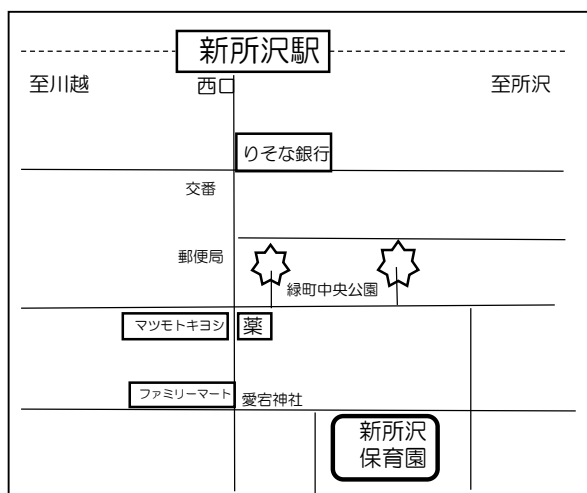 新所沢駅
至川越
西口
至所沢
りそな銀行
交番
郵便局
緑町中央公園
マツモトキヨシ
薬
ファミリーマート
愛宕神社
新所沢
保育園